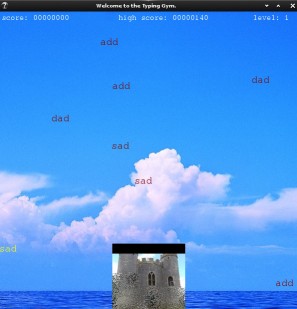 Welcome to the Typing Gym.
score: 00000000 high score: 00000140 level: 1
add
dad
add
dad
sad
sad
sad
add